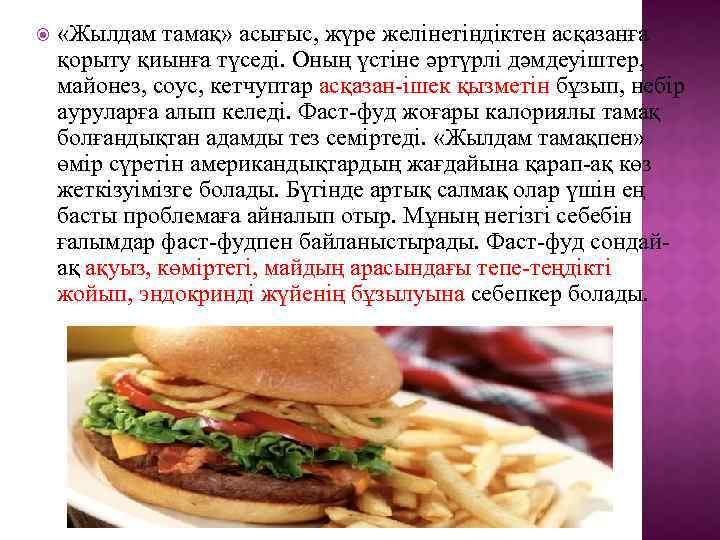 «Жылдам тамақ» асығыс, жүре желінетіндіктен асқазанға
қорыту қиынға түседі. Оның үстіне әртүрлі дәмдеуіштер,
майонез, соус, кетчуптар асқазан-ішек қызметін бұзып, небір
ауруларға алып келеді. Фаст-фуд жоғары калориялы тамақ
болғандықтан адамды тез семіртеді. «Жылдам тамақпен»
өмір сүретін американдықтардың жағдайына қарап-ақ көз
жеткізуімізге болады. Бүгінде артық салмақ олар үшін ең
басты проблемаға айналып отыр. Мұның негізгі себебін
ғалымдар фаст-фудпен байланыстырады. Фаст-фуд сондай-
ақ ақуыз, көміртегі, майдың арасындағы тепе-теңдікті
жойып, эндокринді жүйенің бұзылуына себепкер болады.